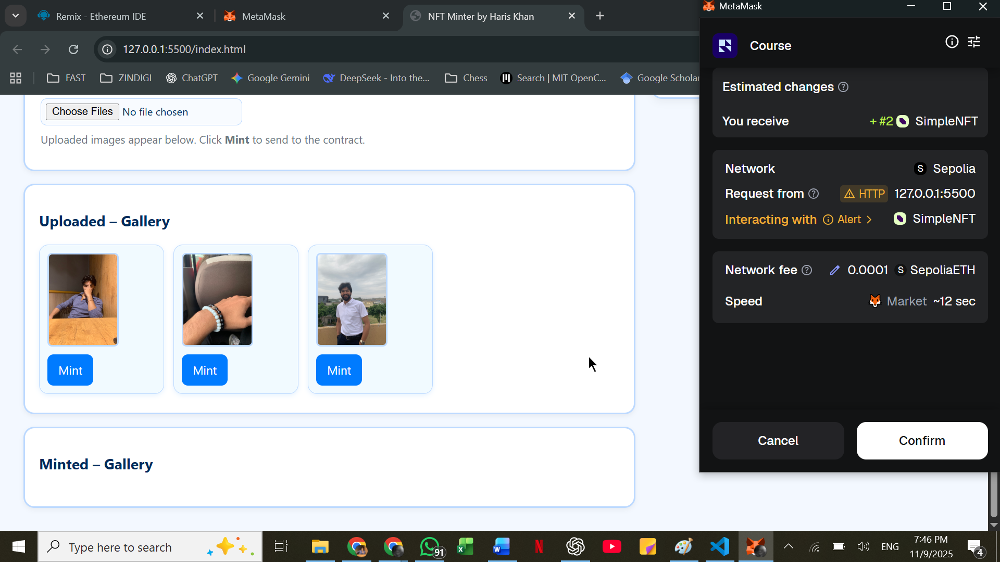 Remix - Ethereum IDE
MetaMask
NFT Minter by Haris Khan
127.0.0.1:5500/index.html
FAST
ZINDIGI
ChatGPT
Google Gemini
DeepSeek - Into the...
Chess
Search | MIT OpenC...
Google Scholar
Choose Files No file chosen
Uploaded images appear below. Click Mint to send to the contract.
Uploaded – Gallery
Mint
Mint
Mint
Minted – Gallery
MetaMask
Course
Estimated changes
You receive + #2 SimpleNFT
Network S Sepolia
Request from HTTP 127.0.0.1:5500
Interacting with Alert > SimpleNFT
Network fee 0.0001 S SepoliaETH
Speed Market ~12 sec
Cancel
Confirm
Type here to search
91
ENG
7:46 PM
11/9/2025
4